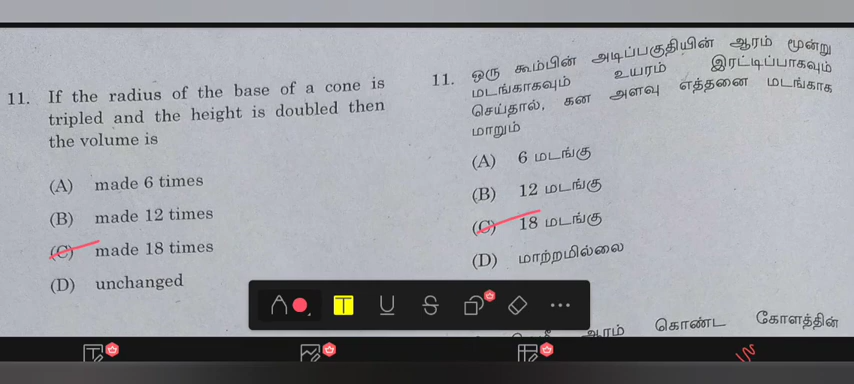 11. If the radius of the base of a cone is
tripled and the height is doubled then
the volume is
(A) made 6 times
(B) made 12 times
(C) made 18 times
(D) unchanged
11. ஒரு கூம்பின் அடிப்பகுதியின் ஆரம் மூன்று
மடங்காகவும் உயரம் இரட்டிப்பாகவும்
செய்தால், கன அளவு எத்தனை மடங்காக
மாறும்
(A) 6 மடங்கு
(B) 12 மடங்கு
(C) 18 மடங்கு
(D) மாற்றமில்லை
ஆரம் கொண்ட கோளத்தின்